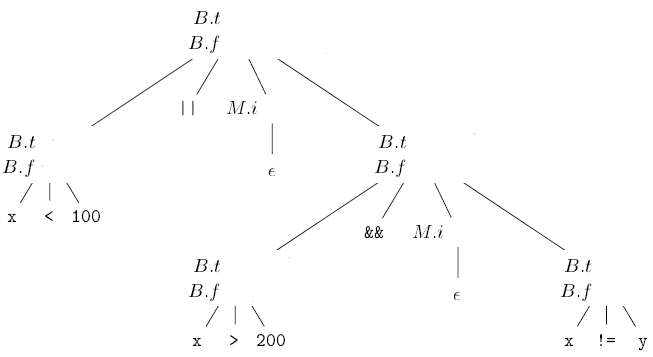 B.t
B.f
|| M.i
B.t B.t
B.f ϵ B.f
x < 100
&& M.i
B.t B.t
B.f ϵ B.f
x > 200 x != y